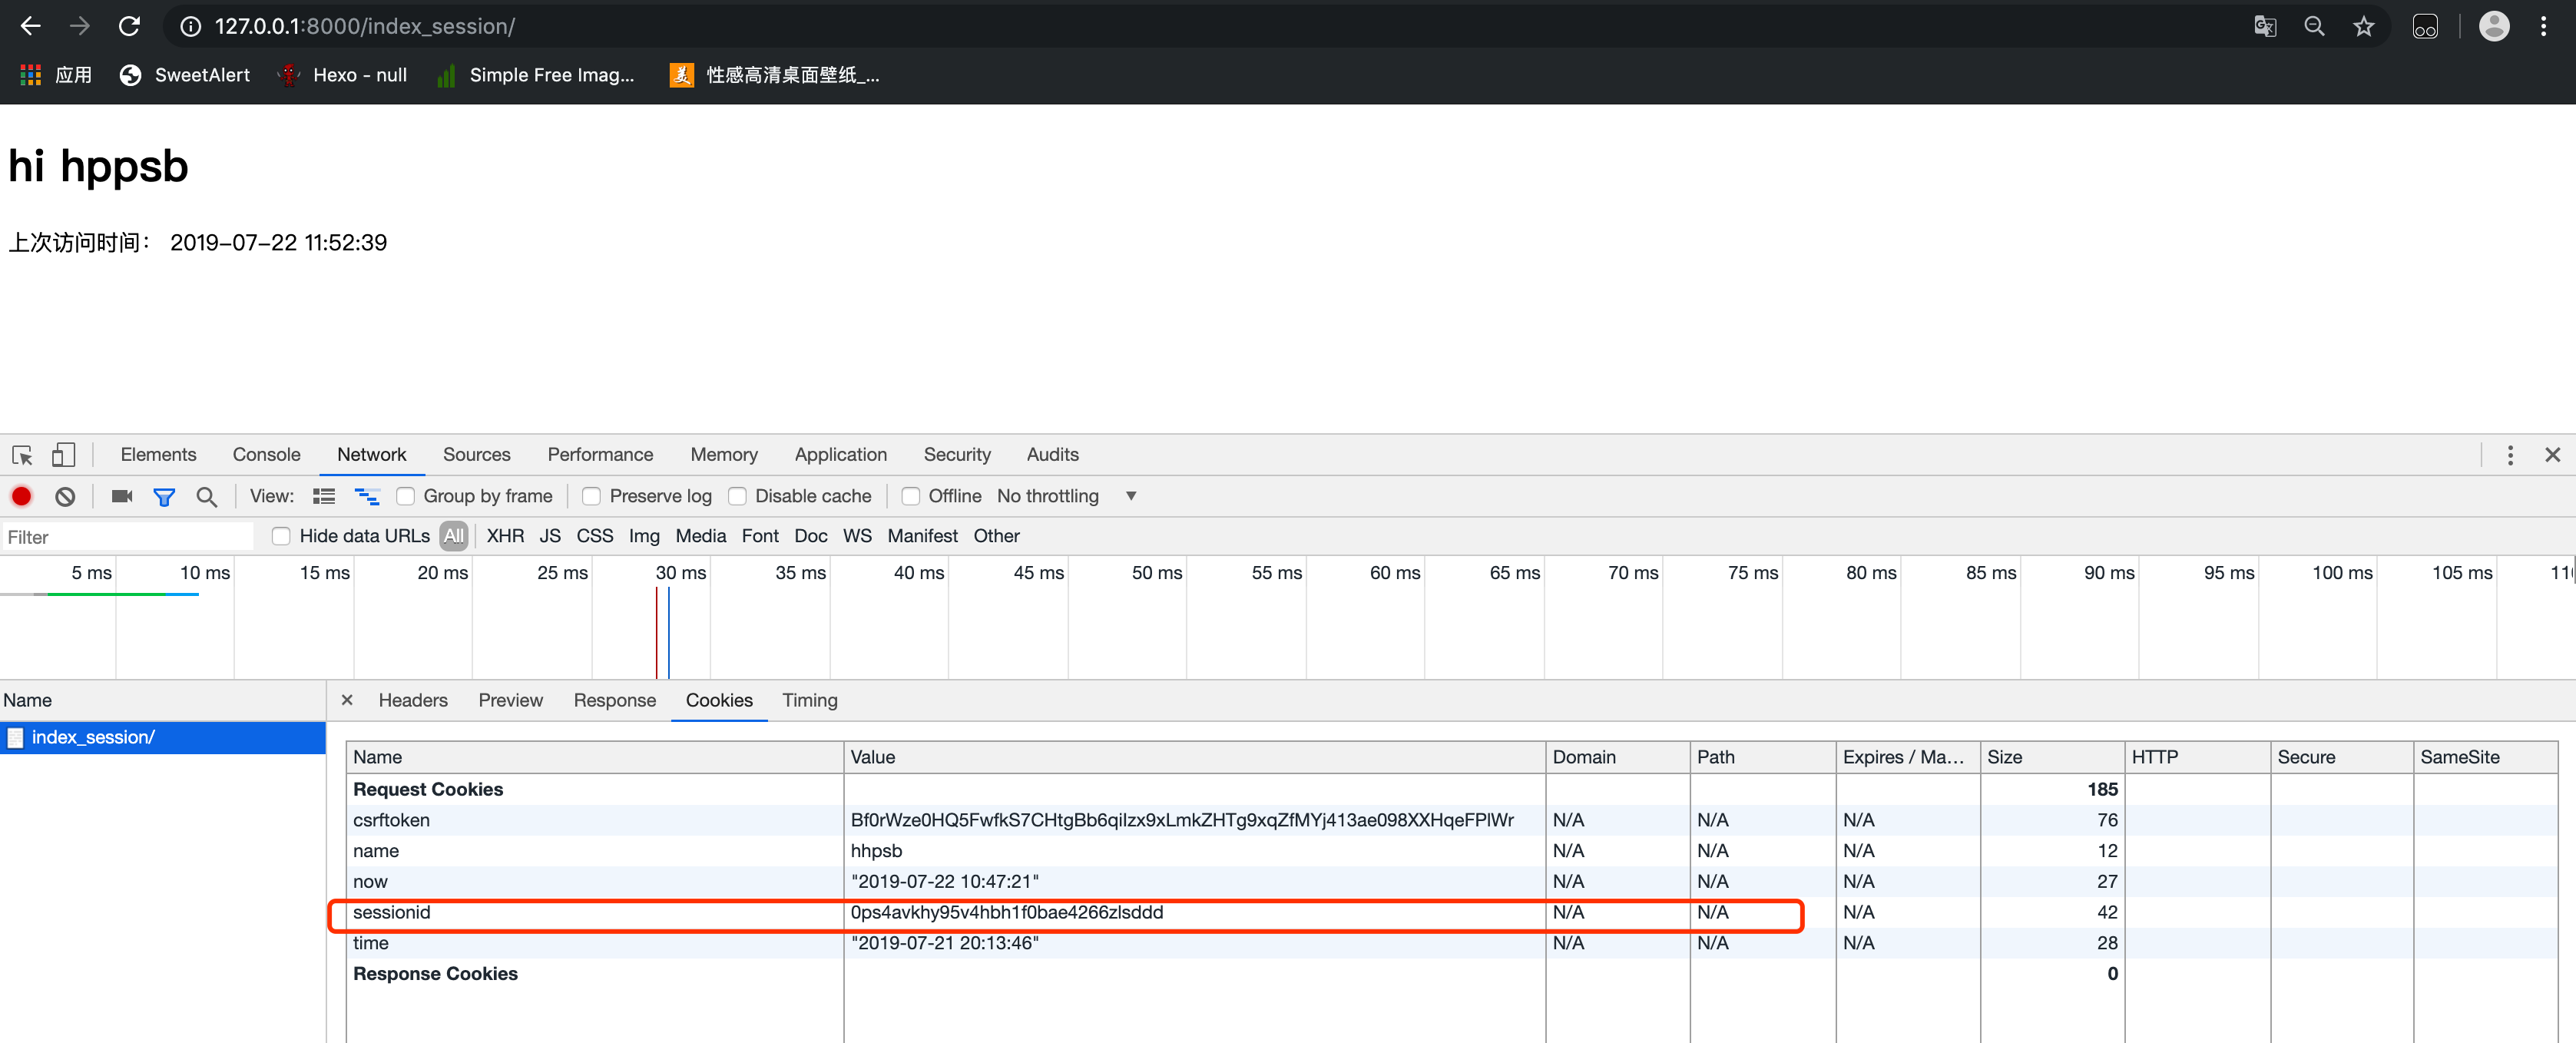 127.0.0.1:8000/index_session/
应用 SweetAlert Hexo - null Simple Free Imag... 美 性感高清桌面壁纸_...
hi hppsb
上次访问时间： 2019-07-22 11:52:39
Elements Console Network Sources Performance Memory Application Security Audits
View: Group by frame Preserve log Disable cache Offline No throttling
Filter Hide data URLs All XHR JS CSS Img Media Font Doc WS Manifest Other
5 ms 10 ms 15 ms 20 ms 25 ms 30 ms 35 ms 40 ms 45 ms 50 ms 55 ms 60 ms 65 ms 70 ms 75 ms 80 ms 85 ms 90 ms 95 ms 100 ms 105 ms
Name Headers Preview Response Cookies Timing
index_session/
Name Value Domain Path Expires / Ma... Size HTTP Secure SameSite
Request Cookies 185
csrftoken Bf0rWze0HQ5FwfkS7CHtgBb6qiIzx9xLmkZHTg9xqZfMYj413ae098XXHqeFPlWr N/A N/A N/A 76
name hhpsb N/A N/A N/A 12
now "2019-07-22 10:47:21" N/A N/A N/A 27
sessionid 0ps4avkhy95v4hbh1f0bae4266zlsddd N/A N/A N/A 42
time "2019-07-21 20:13:46" N/A N/A N/A 28
Response Cookies 0